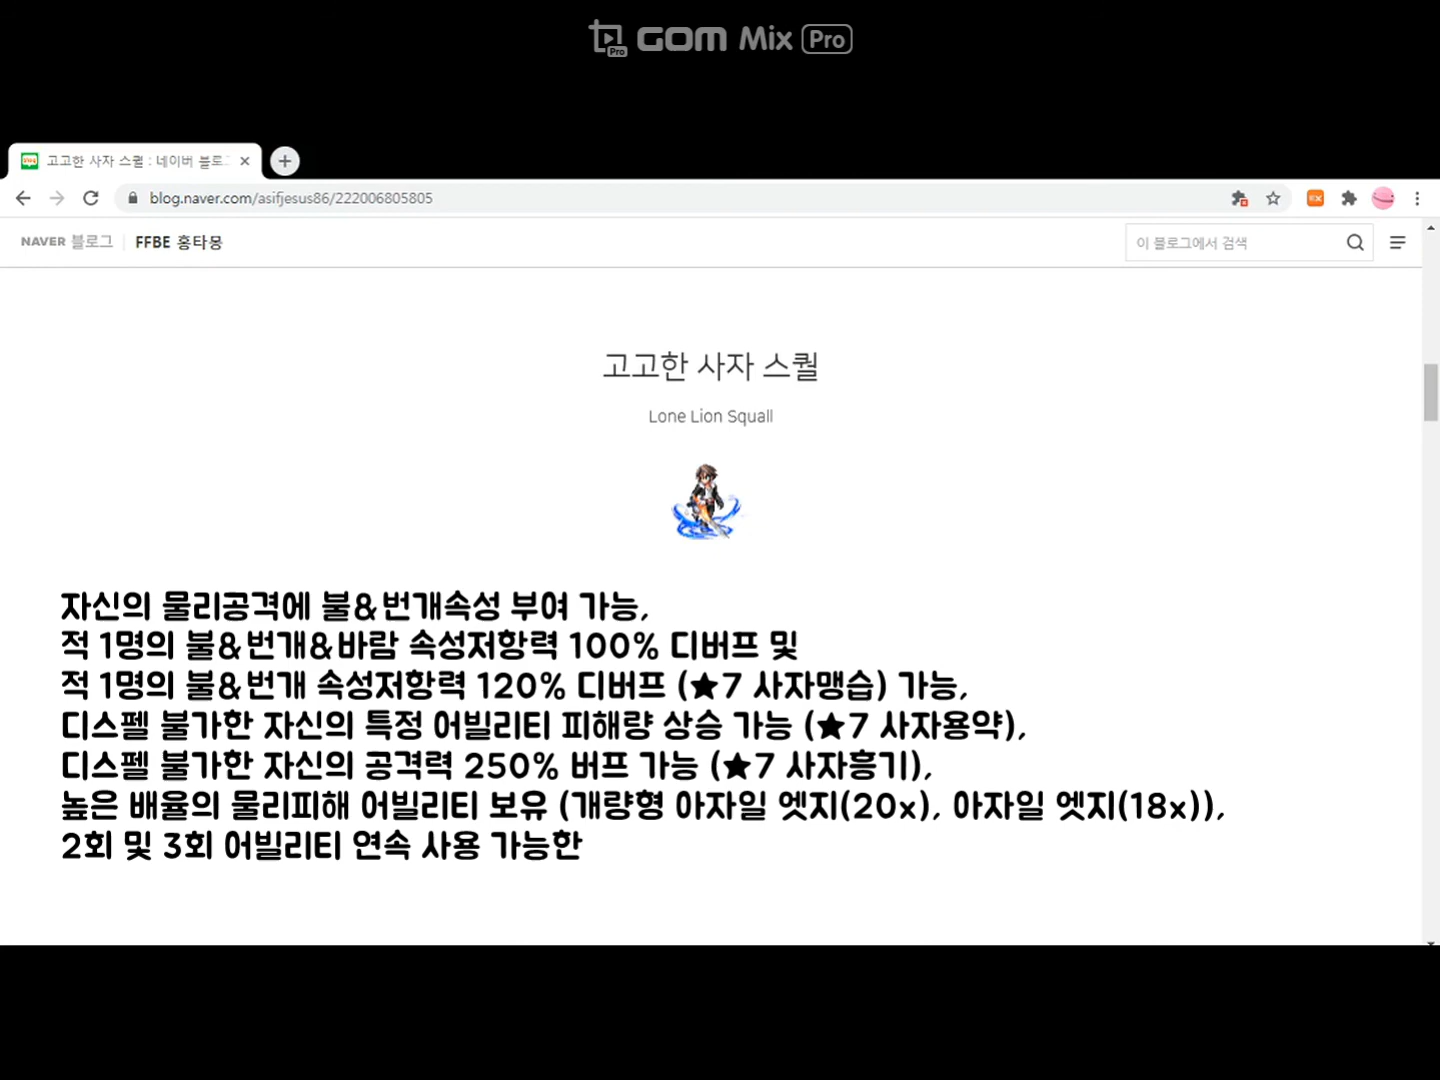 Pro GOM Mix Pro
고고한 사자 스퀄 : 네이버 블로그
blog.naver.com/asifjesus86/222006805805
NAVER 블로그 FFBE 홍타몽
이 블로그에서 검색
고고한 사자 스퀄
Lone Lion Squall
자신의 물리공격에 불&번개속성 부여 가능,
적 1명의 불&번개&바람 속성저항력 100% 디버프 및
적 1명의 불&번개 속성저항력 120% 디버프 (★7 사자맹습) 가능,
디스펠 불가한 자신의 특정 어빌리티 피해량 상승 가능 (★7 사자용약),
디스펠 불가한 자신의 공격력 250% 버프 가능 (★7 사자흥기),
높은 배율의 물리피해 어빌리티 보유 (개량형 아자일 엣지(20x), 아자일 엣지(18x)),
2회 및 3회 어빌리티 연속 사용 가능한